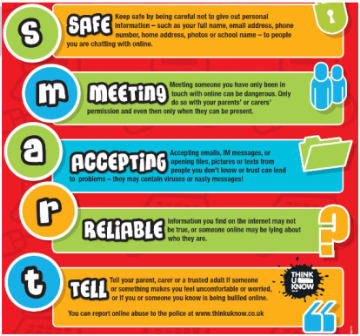 s
SAFE
Keep safe by being careful not to give out personal
information – such as your full name, email address, phone
number, home address, photos or school name – to people
you are chatting with online.
m
MEETING
Meeting someone you have only been in
touch with online can be dangerous. Only
do so with your parents' or carers'
permission and even then only when they can be present.
a
ACCEPTING
Accepting emails, IM messages, or
opening files, pictures or texts from
people you don't know or trust can lead
to problems – they may contain viruses or nasty messages!
r
RELIABLE
Information you find on the internet may not
be true, or someone online may be lying about
who they are.
t
TELL
Tell your parent, carer or a trusted adult if someone
or something makes you feel uncomfortable or worried,
or if you or someone you know is being bullied online.
You can report online abuse to the police at www.thinkuknow.co.uk
THINK
U
KNOW